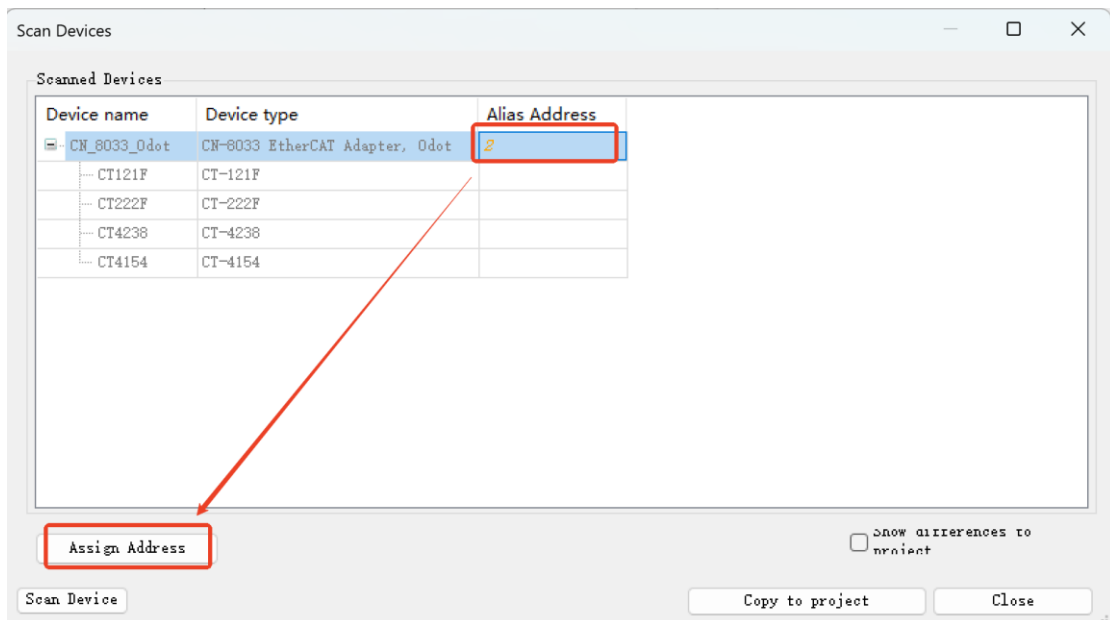 Scan Devices
Scanned Devices
Device name Device type Alias Address
CN_8033_Odot CN-8033 EtherCAT Adapter, Odot 2
CT121F CT-121F
CT222F CT-222F
CT4238 CT-4238
CT4154 CT-4154
Assign Address
Show differences to
project
Scan Device Copy to project Close